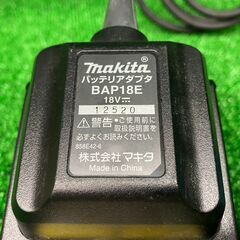 makita
バッテリアダプタ
BAP18E
18V⎓
12520
⚠警告 ●ご使用前に
取扱説明書を
必ずよくお読みください。
858E42-6
株式会社マキタ
Made in China